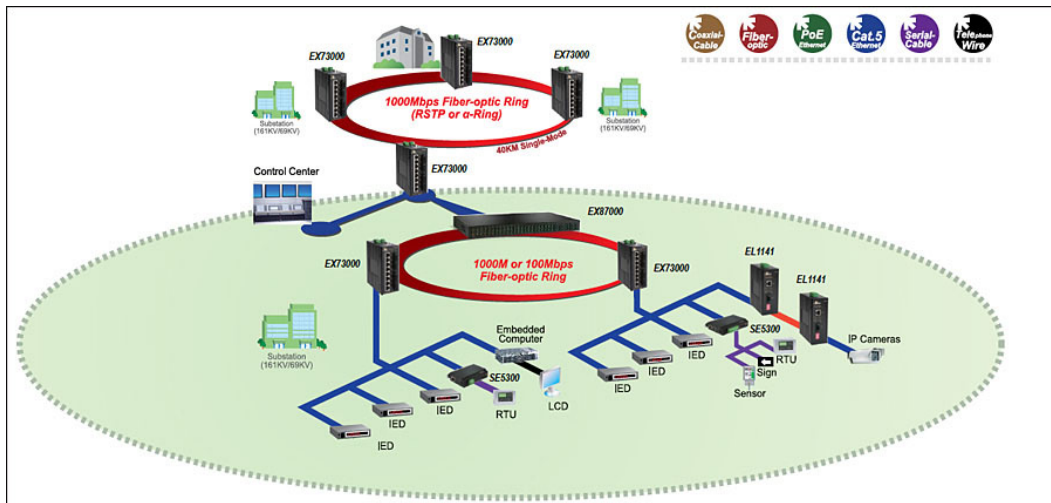 Coaxial-
Cable
Fiber-
optic
PoE
Ethernet
Cat.5
Ethernet
Serial-
Cable
Telephone
Wire
EX73000
EX73000
EX73000
1000Mbps Fiber-optic Ring
(RSTP or α-Ring)
Substation
(161KV/69KV)
Substation
(161KV/69KV)
40KM Single-Mode
EX73000
Control Center
EX87000
EX73000
1000M or 100Mbps
Fiber-optic Ring
EX73000
EL1141
EL1141
Substation
(161KV/69KV)
Embedded
Computer
SE5300
IP Cameras
RTU
Sign
Sensor
IED
IED
IED
SE5300
LCD
RTU
IED
IED
IED